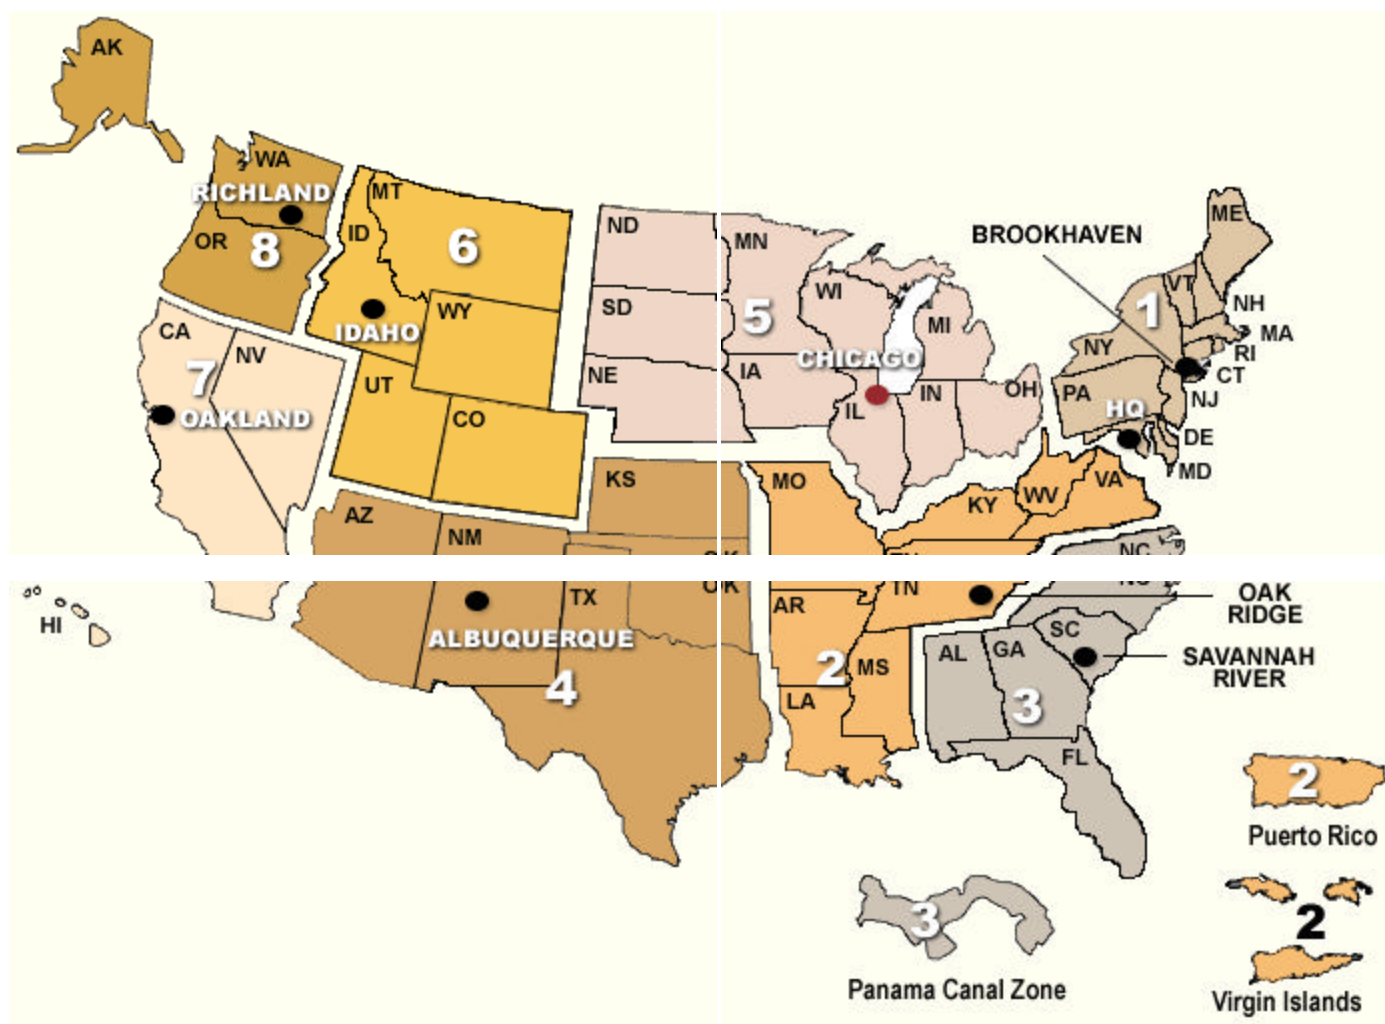 AK
WA
RICHLAND
OR
8
MT
ID
6
IDAHO
WY
CA
NV
7
OAKLAND
UT
CO
ND
SD
NE
MN
5
WI
MI
CHICAGO
IA
IL
IN
OH
BROOKHAVEN
ME
VT
1
NH
MA
RI
CT
NY
PA
HQ
NJ
DE
MD
KS
MO
KY
WV
VA
AZ
NM
NC
HI
TX
OK
ALBUQUERQUE
4
AR
TN
OAK
RIDGE
2
MS
LA
AL
GA
SC
SAVANNAH
RIVER
3
FL
2
Puerto Rico
3
Panama Canal Zone
2
Virgin Islands